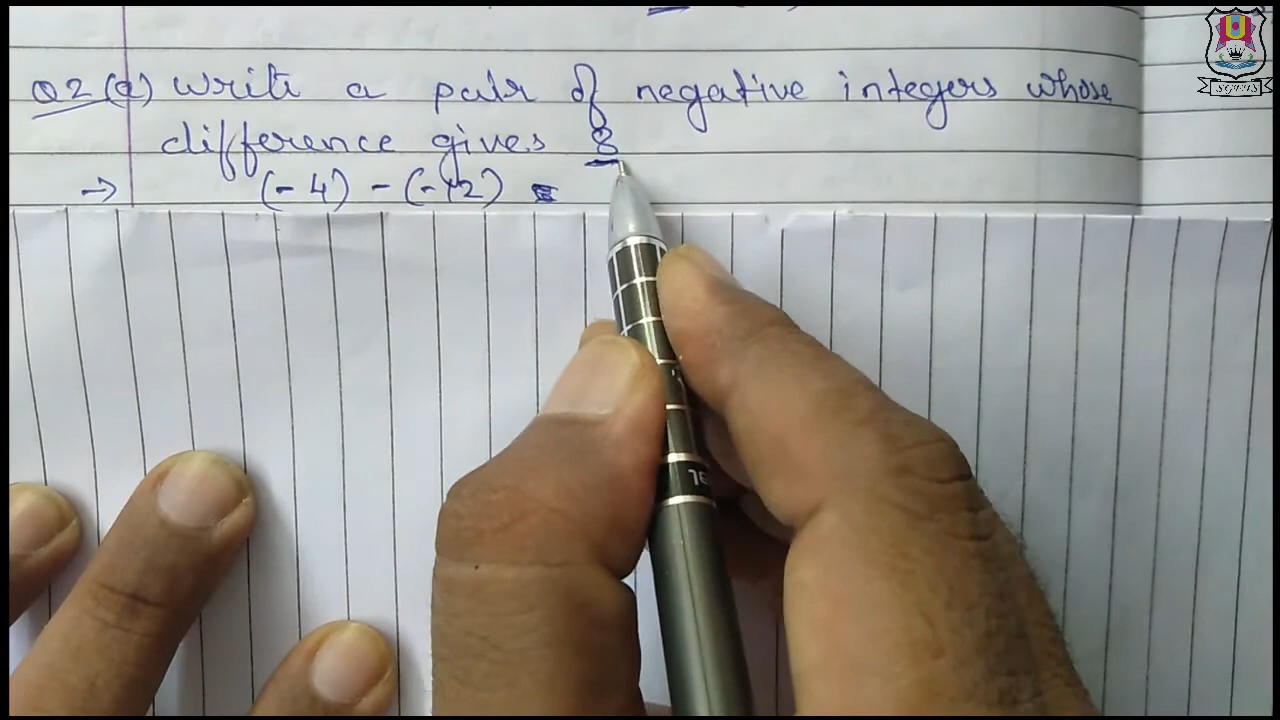 Q2(a) Write a pair of negative integers whose
difference gives 8
→ (-4) - (-12)